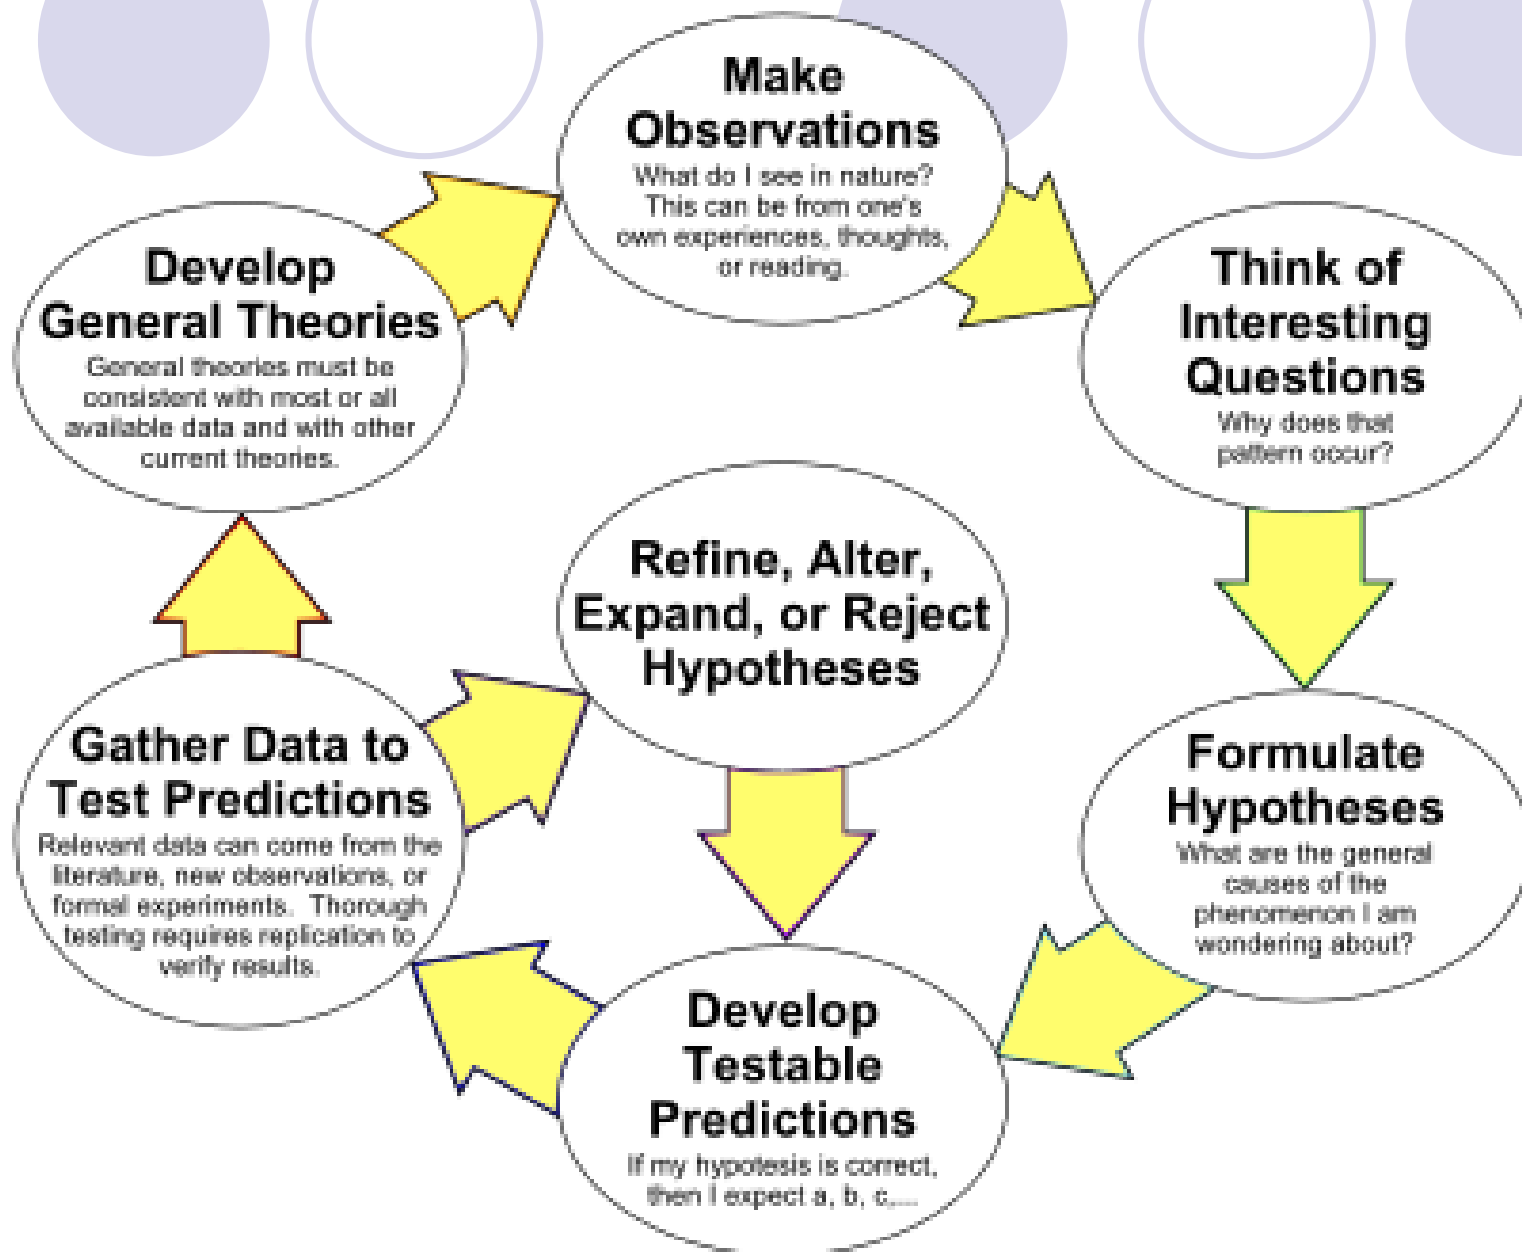 Make
Observations
What do I see in nature?
This can be from one's
own experiences, thoughts,
or reading.
Think of
Interesting
Questions
Why does that
pattern occur?
Formulate
Hypotheses
What are the general
causes of the
phenomenon I am
wondering about?
Develop
Testable
Predictions
If my hypotesis is correct,
then I expect a, b, c,...
Gather Data to
Test Predictions
Relevant data can come from the
literature, new observations, or
formal experiments. Thorough
testing requires replication to
verify results.
Refine, Alter,
Expand, or Reject
Hypotheses
Develop
General Theories
General theories must be
consistent with most or all
available data and with other
current theories.